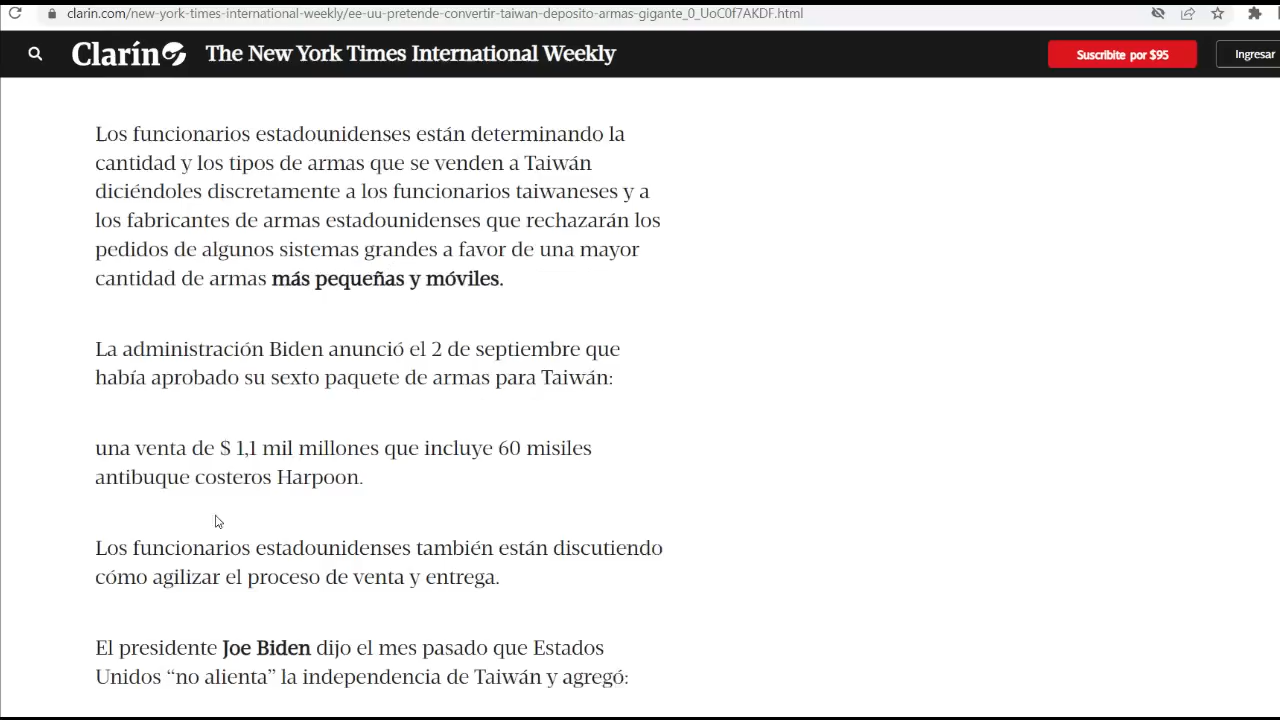 clarin.com/new-york-times-international-weekly/ee-uu-pretende-convertir-taiwan-deposito-armas-gigante_0_UoC0f7AKDF.html
Clarín The New York Times International Weekly Suscribite por $95 Ingresar
Los funcionarios estadounidenses están determinando la
cantidad y los tipos de armas que se venden a Taiwán
diciéndoles discretamente a los funcionarios taiwaneses y a
los fabricantes de armas estadounidenses que rechazarán los
pedidos de algunos sistemas grandes a favor de una mayor
cantidad de armas más pequeñas y móviles.
La administración Biden anunció el 2 de septiembre que
había aprobado su sexto paquete de armas para Taiwán:
una venta de $ 1,1 mil millones que incluye 60 misiles
antibuque costeros Harpoon.
Los funcionarios estadounidenses también están discutiendo
cómo agilizar el proceso de venta y entrega.
El presidente Joe Biden dijo el mes pasado que Estados
Unidos “no alienta” la independencia de Taiwán y agregó: